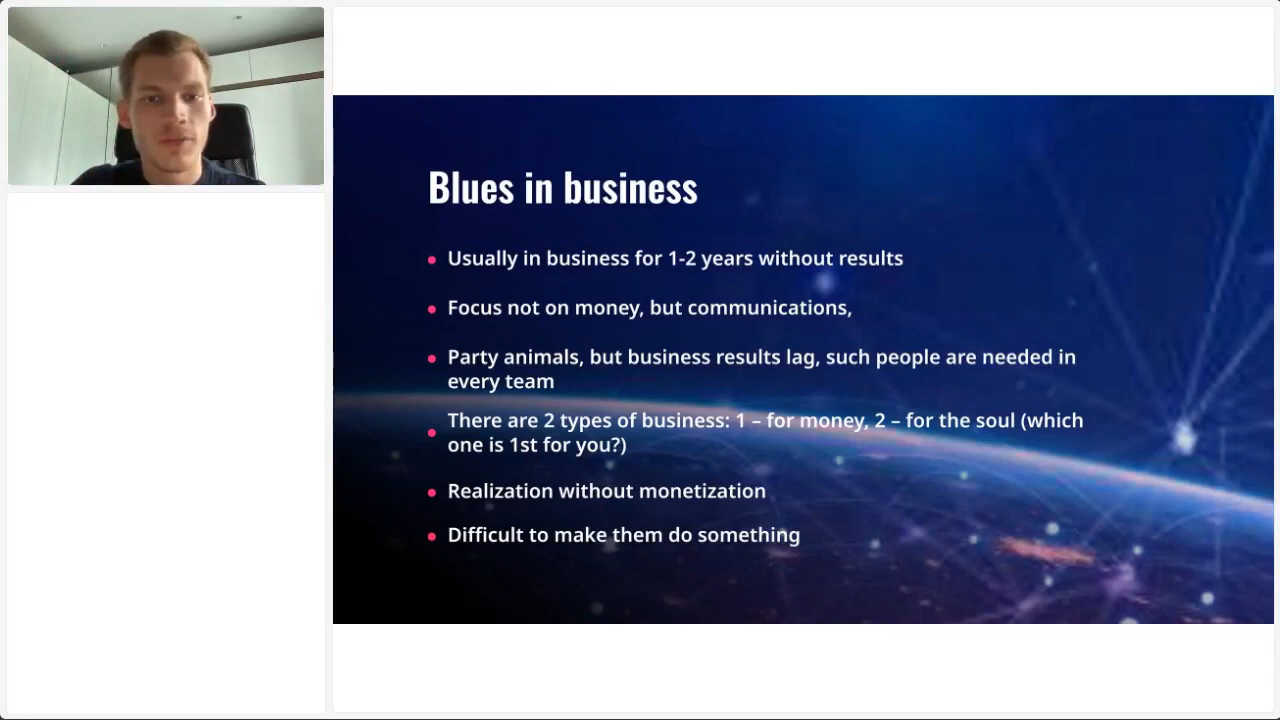 Blues in business
Usually in business for 1-2 years without results
Focus not on money, but communications,
Party animals, but business results lag, such people are needed in
every team
There are 2 types of business: 1 – for money, 2 – for the soul (which
one is 1st for you?)
Realization without monetization
Difficult to make them do something